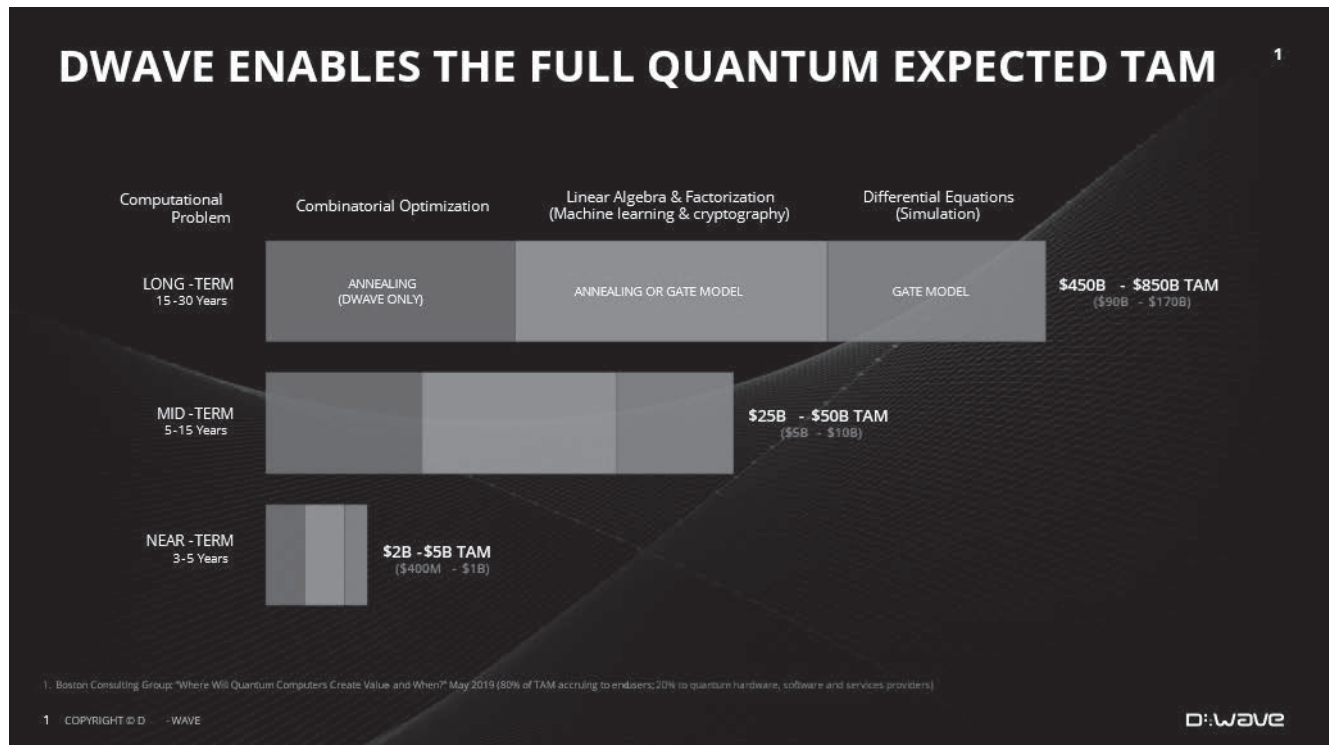 DWAVE ENABLES THE FULL QUANTUM EXPECTED TAM 1
Computational
Problem
Combinatorial Optimization
Linear Algebra & Factorization
(Machine learning & cryptography)
Differential Equations
(Simulation)
LONG -TERM
15-30 Years
ANNEALING
(DWAVE ONLY)
ANNEALING OR GATE MODEL
GATE MODEL
$450B - $850B TAM
($90B - $170B)
MID -TERM
5-15 Years
$25B - $50B TAM
($5B - $10B)
NEAR -TERM
3-5 Years
$2B -$5B TAM
($400M - $1B)
1. Boston Consulting Group: "Where Will Quantum Computers Create Value and When?" May 2019 (80% of TAM accruing to endusers; 20% to quantum hardware, software and services providers)
1 COPYRIGHT © D -WAVE
D:wave